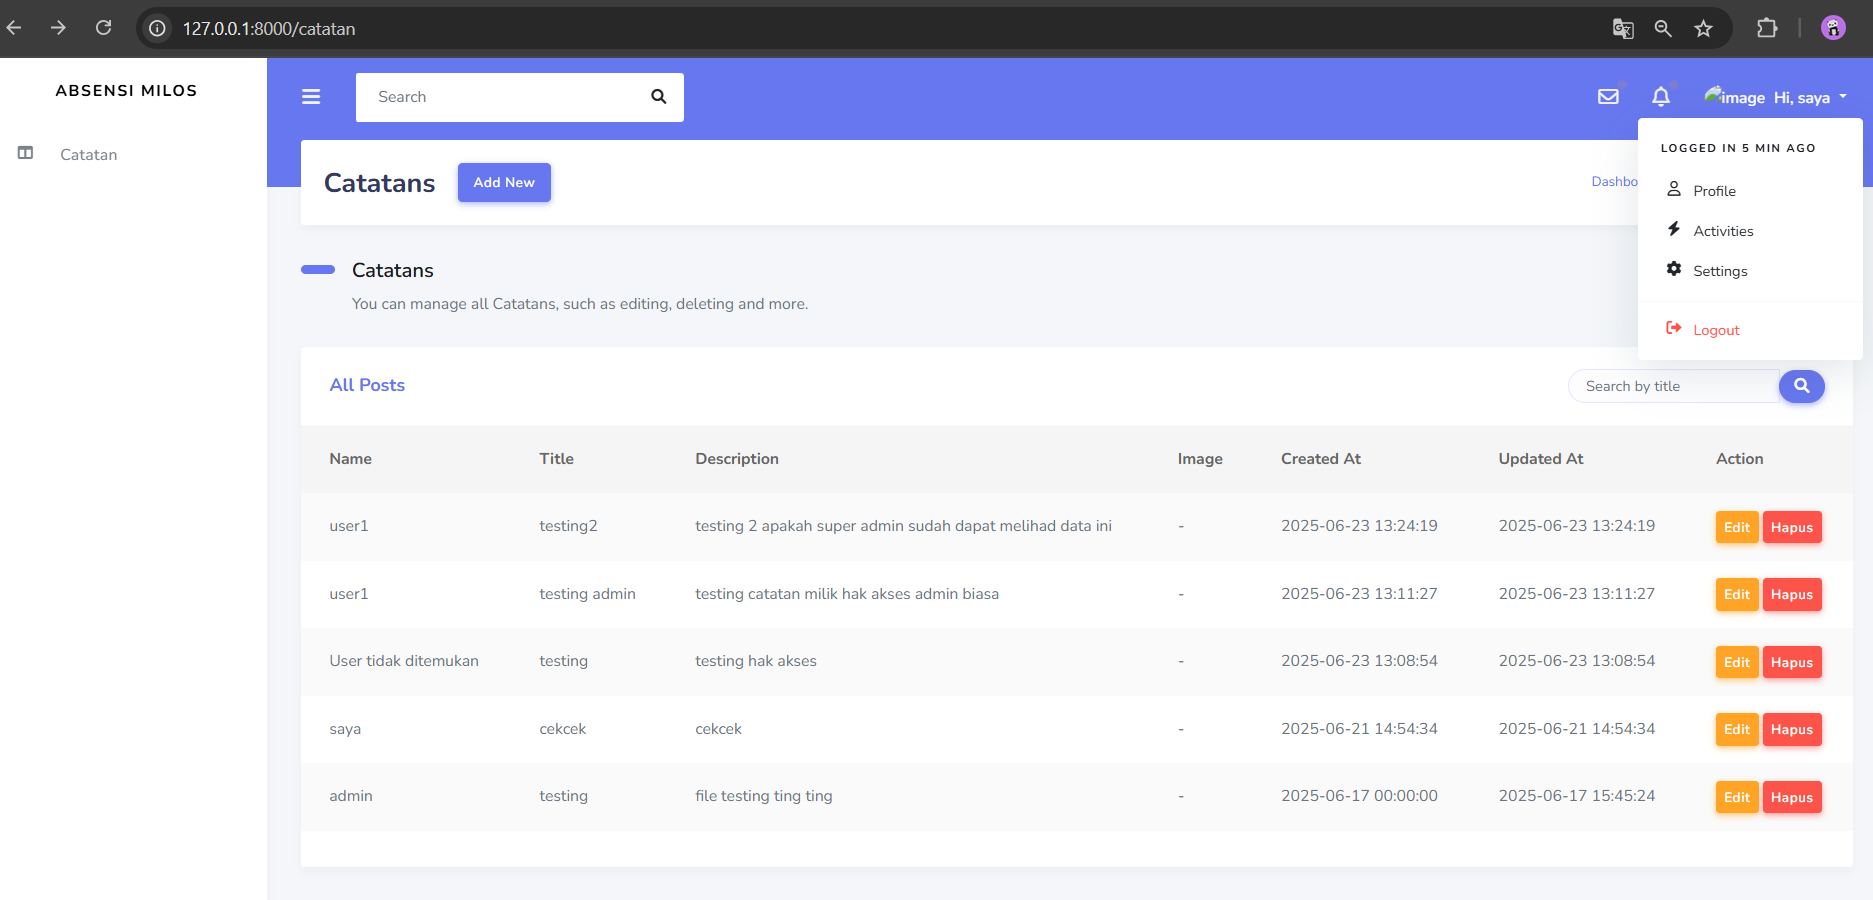 127.0.0.1:8000/catatan
ABSENSI MILOS
Catatan
Search
image Hi, saya
LOGGED IN 5 MIN AGO
Profile
Activities
Settings
Logout
Catatans
Add New
Dashbo
Catatans
You can manage all Catatans, such as editing, deleting and more.
All Posts
Search by title
Name Title Description Image Created At Updated At Action
user1 testing2 testing 2 apakah super admin sudah dapat melihad data ini - 2025-06-23 13:24:19 2025-06-23 13:24:19 Edit Hapus
user1 testing admin testing catatan milik hak akses admin biasa - 2025-06-23 13:11:27 2025-06-23 13:11:27 Edit Hapus
User tidak ditemukan testing testing hak akses - 2025-06-23 13:08:54 2025-06-23 13:08:54 Edit Hapus
saya cekcek cekcek - 2025-06-21 14:54:34 2025-06-21 14:54:34 Edit Hapus
admin testing file testing ting ting - 2025-06-17 00:00:00 2025-06-17 15:45:24 Edit Hapus